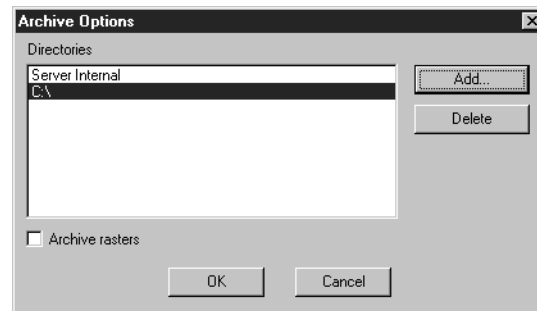 Archive Options
Directories
Server Internal
C:\
Add...
Delete
Archive rasters
OK
Cancel